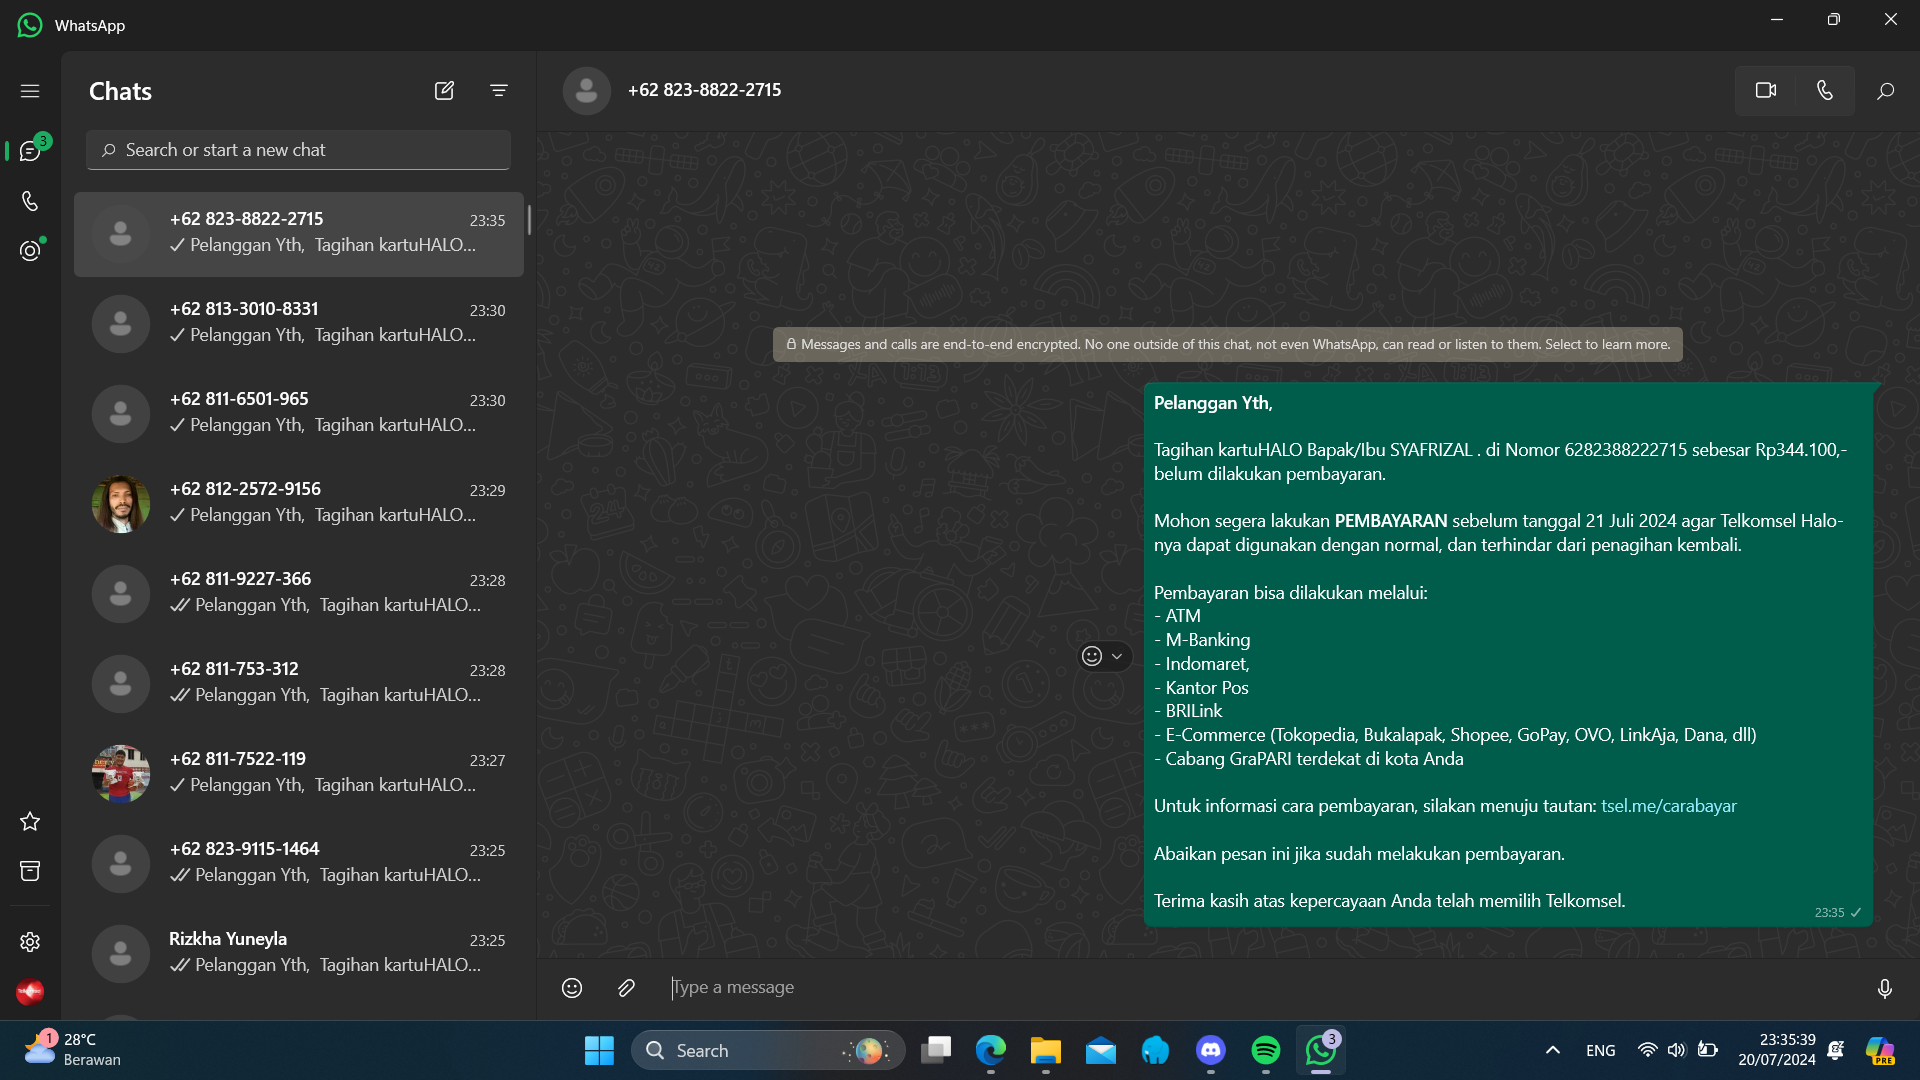 WhatsApp
Chats
3
Search or start a new chat
+62 823-8822-2715
23:35
Pelanggan Yth, Tagihan kartuHALO...
+62 813-3010-8331
23:30
Pelanggan Yth, Tagihan kartuHALO...
+62 811-6501-965
23:30
Pelanggan Yth, Tagihan kartuHALO...
+62 812-2572-9156
23:29
Pelanggan Yth, Tagihan kartuHALO...
+62 811-9227-366
23:28
Pelanggan Yth, Tagihan kartuHALO...
+62 811-753-312
23:28
Pelanggan Yth, Tagihan kartuHALO...
+62 811-7522-119
23:27
Pelanggan Yth, Tagihan kartuHALO...
+62 823-9115-1464
23:25
Pelanggan Yth, Tagihan kartuHALO...
Rizkha Yuneyla
23:25
Pelanggan Yth, Tagihan kartuHALO...
+62 823-8822-2715
Messages and calls are end-to-end encrypted. No one outside of this chat, not even WhatsApp, can read or listen to them. Select to learn more.
Pelanggan Yth,
Tagihan kartuHALO Bapak/Ibu SYAFRIZAL . di Nomor 6282388222715 sebesar Rp344.100,-
belum dilakukan pembayaran.
Mohon segera lakukan PEMBAYARAN sebelum tanggal 21 Juli 2024 agar Telkomsel Halo-
nya dapat digunakan dengan normal, dan terhindar dari penagihan kembali.
Pembayaran bisa dilakukan melalui:
- ATM
- M-Banking
- Indomaret,
- Kantor Pos
- BRILink
- E-Commerce (Tokopedia, Bukalapak, Shopee, GoPay, OVO, LinkAja, Dana, dll)
- Cabang GraPARI terdekat di kota Anda
Untuk informasi cara pembayaran, silakan menuju tautan: tsel.me/carabayar
Abaikan pesan ini jika sudah melakukan pembayaran.
Terima kasih atas kepercayaan Anda telah memilih Telkomsel.
23:35
Type a message
1
28°C
Berawan
Search
3
ENG
23:35:39
20/07/2024
PRE